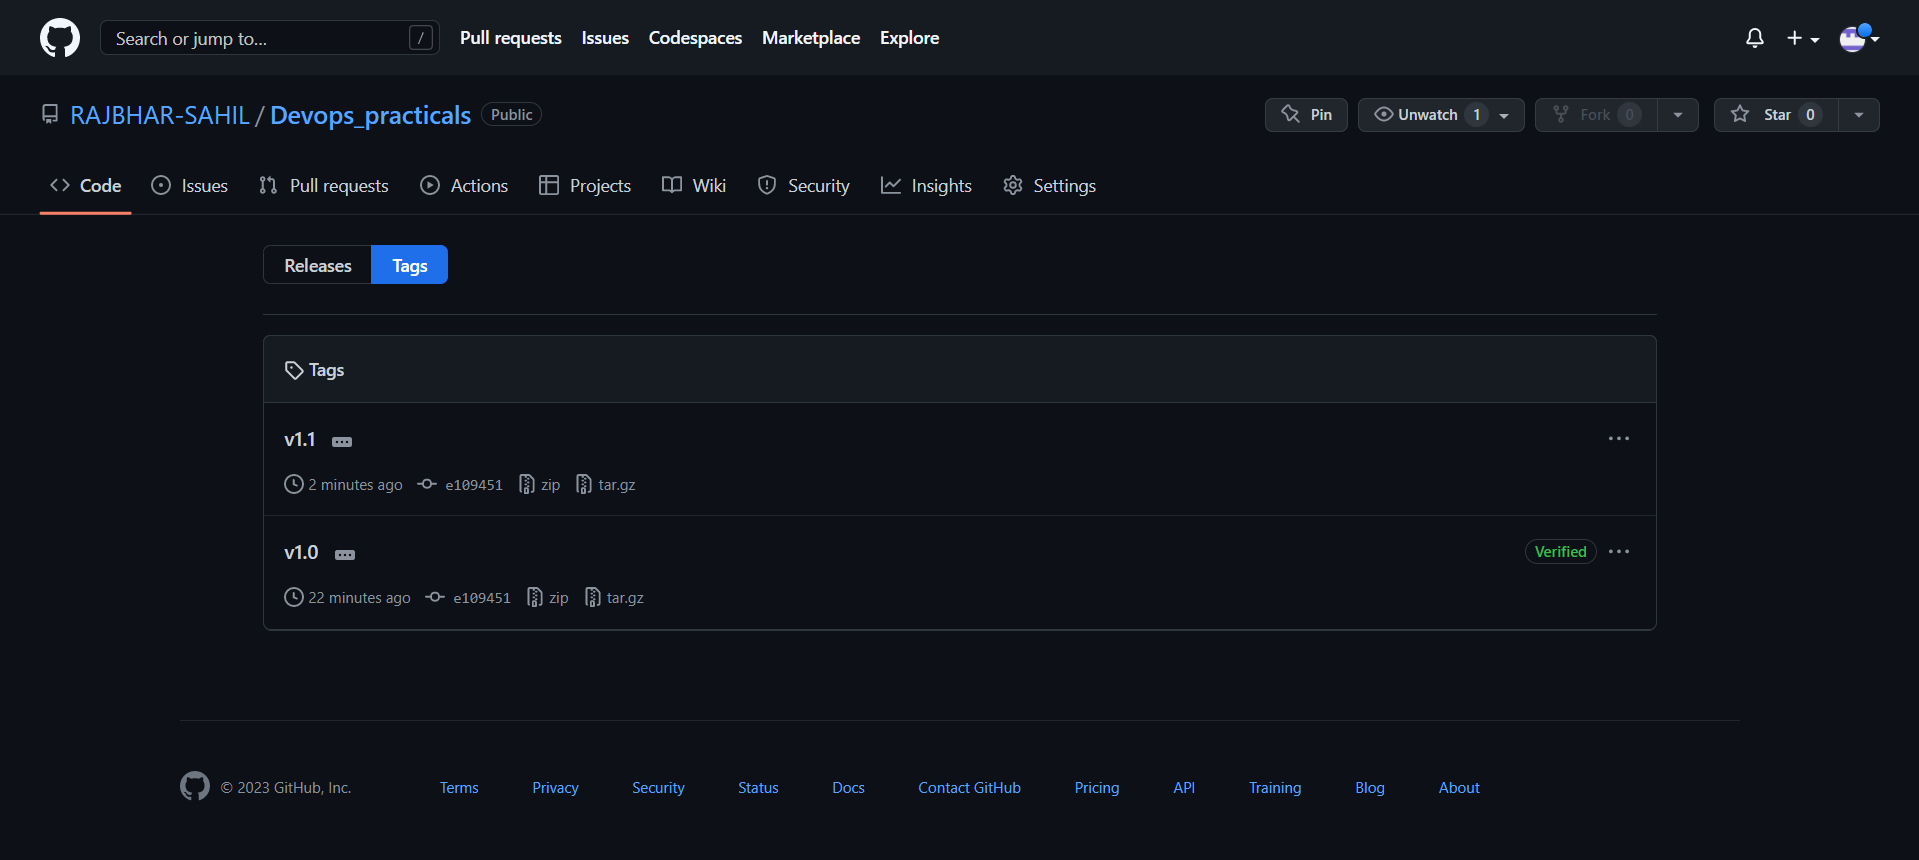 Search or jump to... / Pull requests Issues Codespaces Marketplace Explore
RAJBHAR-SAHIL / Devops_practicals Public Pin Unwatch 1 Fork 0 Star 0
Code Issues Pull requests Actions Projects Wiki Security Insights Settings
Releases Tags
Tags
v1.1
2 minutes ago e109451 zip tar.gz
v1.0 Verified
22 minutes ago e109451 zip tar.gz
© 2023 GitHub, Inc. Terms Privacy Security Status Docs Contact GitHub Pricing API Training Blog About